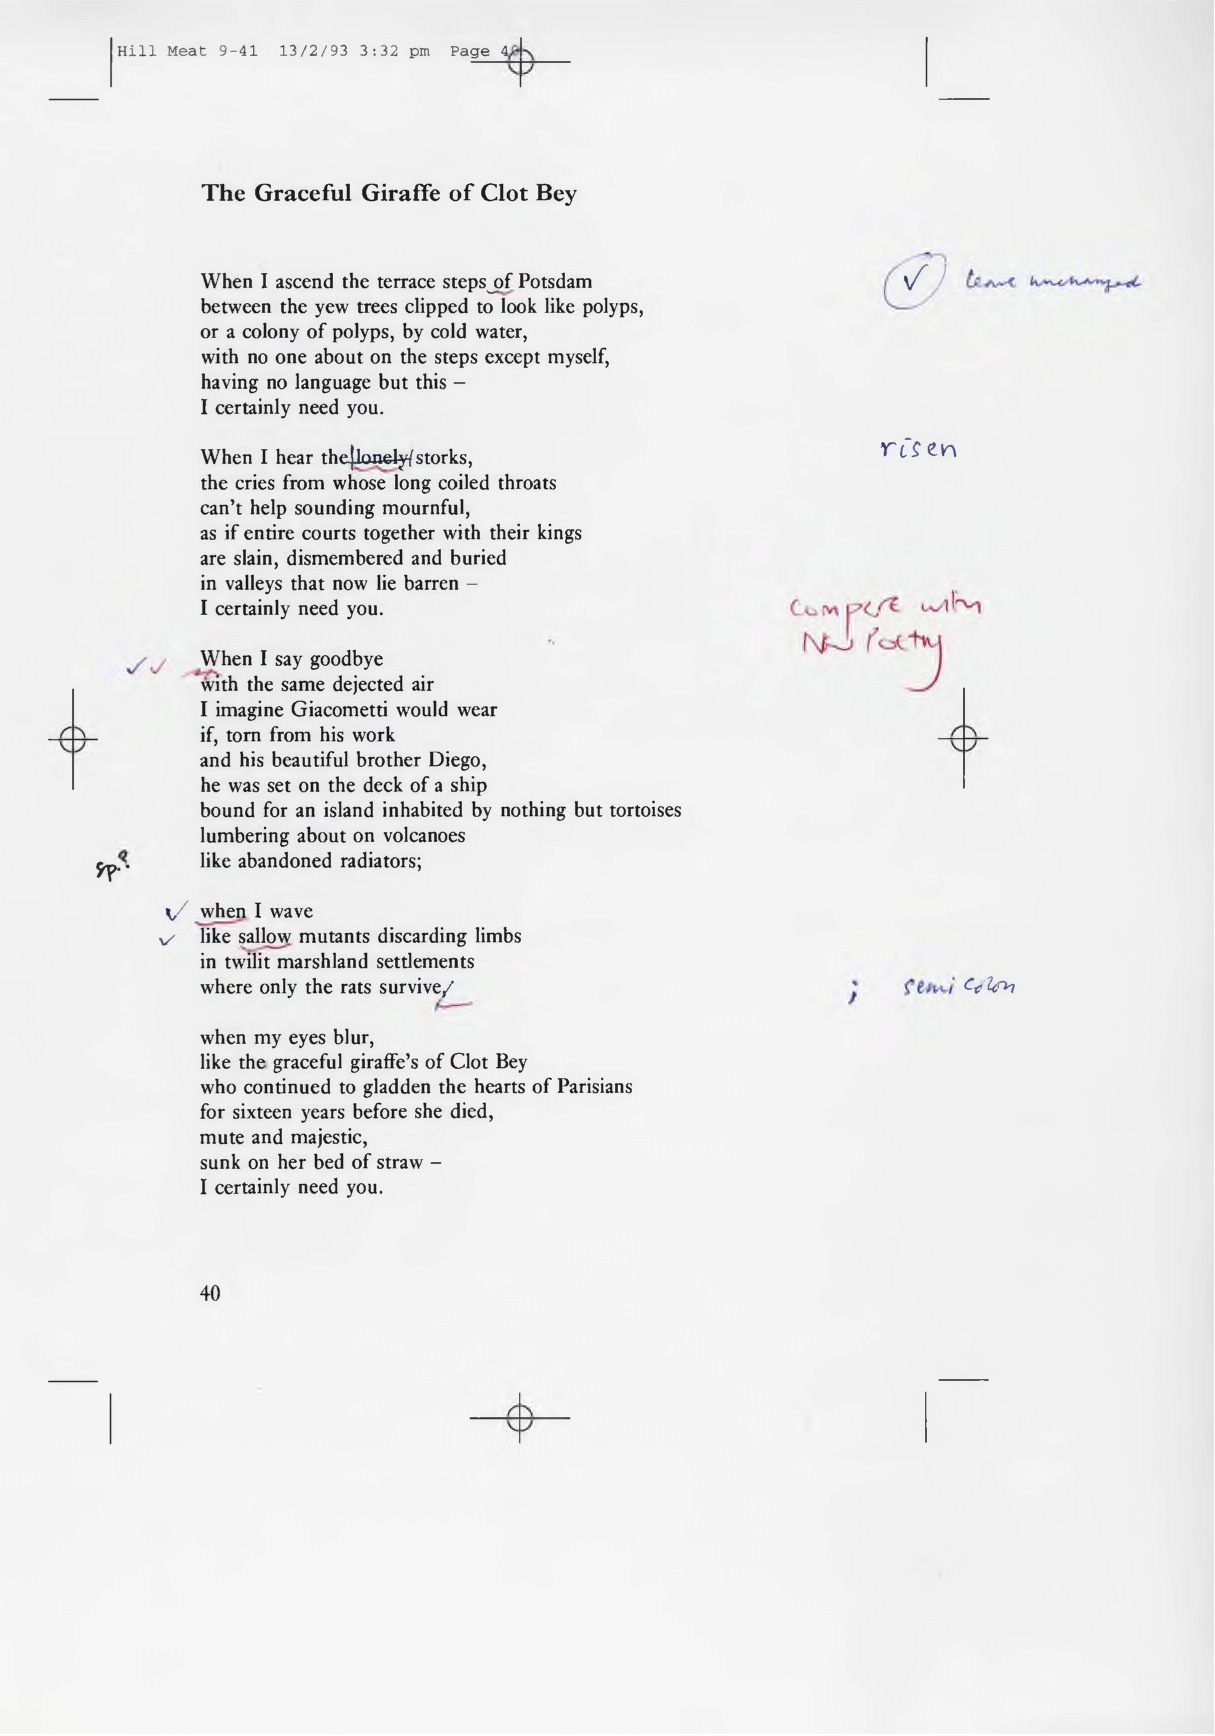 Hill Meat 9-41 13/2/93 3:32 pm Page 40
The Graceful Giraffe of Clot Bey
When I ascend the terrace steps of Potsdam
leave unchanged
between the yew trees clipped to look like polyps,
or a colony of polyps, by cold water,
with no one about on the steps except myself,
having no language but this –
I certainly need you.
When I hear the lonely storks,
risen
the cries from whose long coiled throats
can't help sounding mournful,
as if entire courts together with their kings
are slain, dismembered and buried
in valleys that now lie barren –
I certainly need you.
Compare with
New Poetry
✓✓ When I say goodbye
with the same dejected air
I imagine Giacometti would wear
if, torn from his work
and his beautiful brother Diego,
he was set on the deck of a ship
bound for an island inhabited by nothing but tortoises
lumbering about on volcanoes
sp.? like abandoned radiators;
✓ when I wave
✓ like sallow mutants discarding limbs
in twilit marshland settlements
where only the rats survive,
; semi colon
when my eyes blur,
like the graceful giraffe's of Clot Bey
who continued to gladden the hearts of Parisians
for sixteen years before she died,
mute and majestic,
sunk on her bed of straw –
I certainly need you.
40